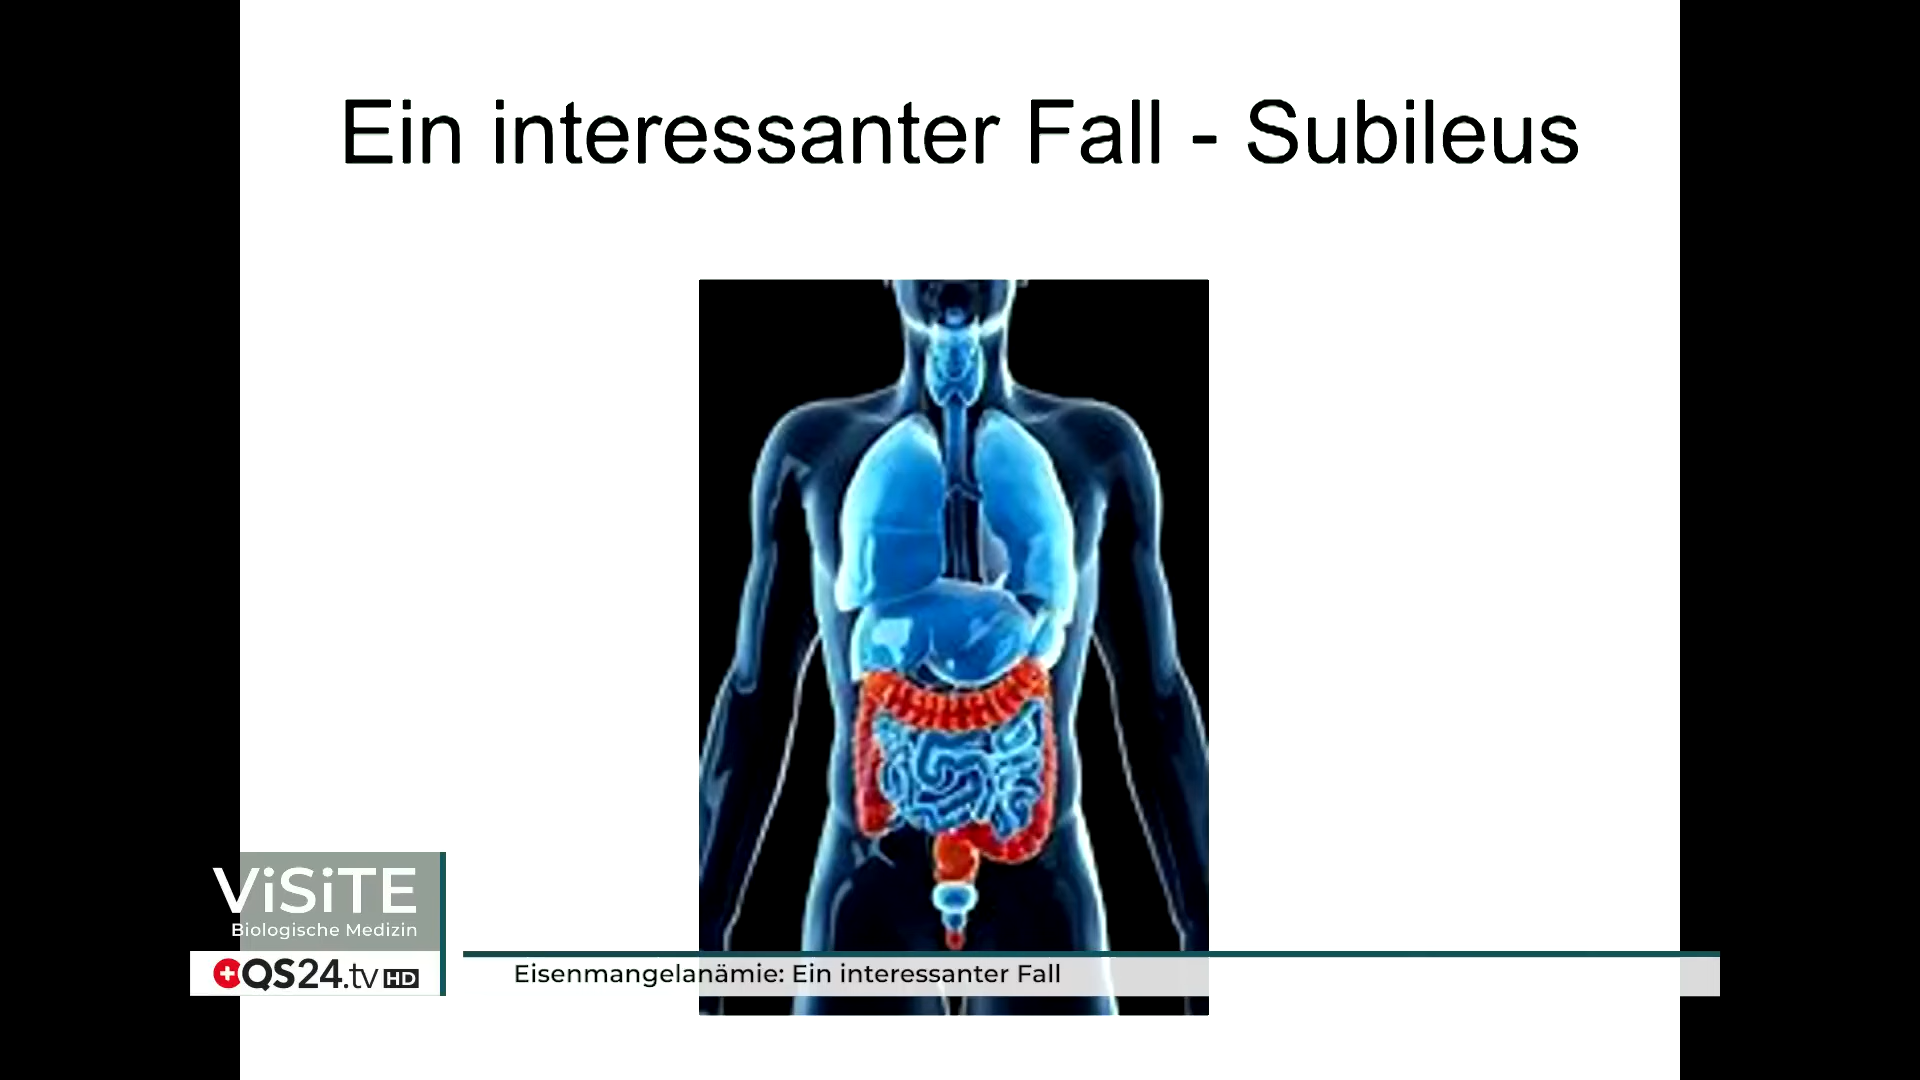 Ein interessanter Fall - Subileus
ViSiTE
Biologische Medizin
QS24.tv HD
Eisenmangelanämie: Ein interessanter Fall